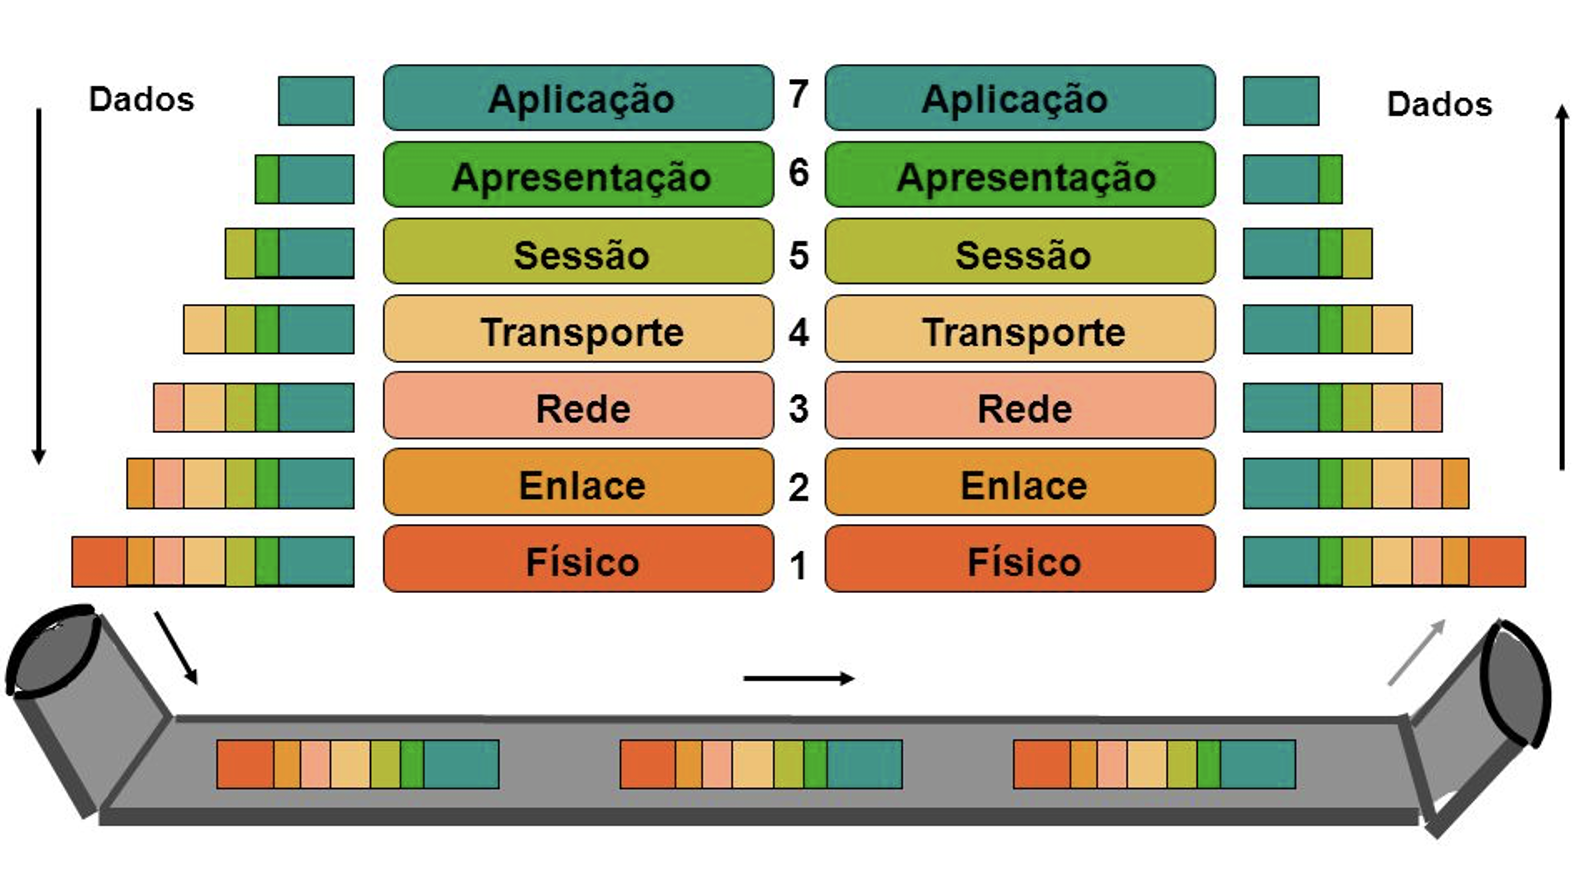 Dados Aplicação 7 Aplicação Dados
Apresentação 6 Apresentação
Sessão 5 Sessão
Transporte 4 Transporte
Rede 3 Rede
Enlace 2 Enlace
Físico 1 Físico